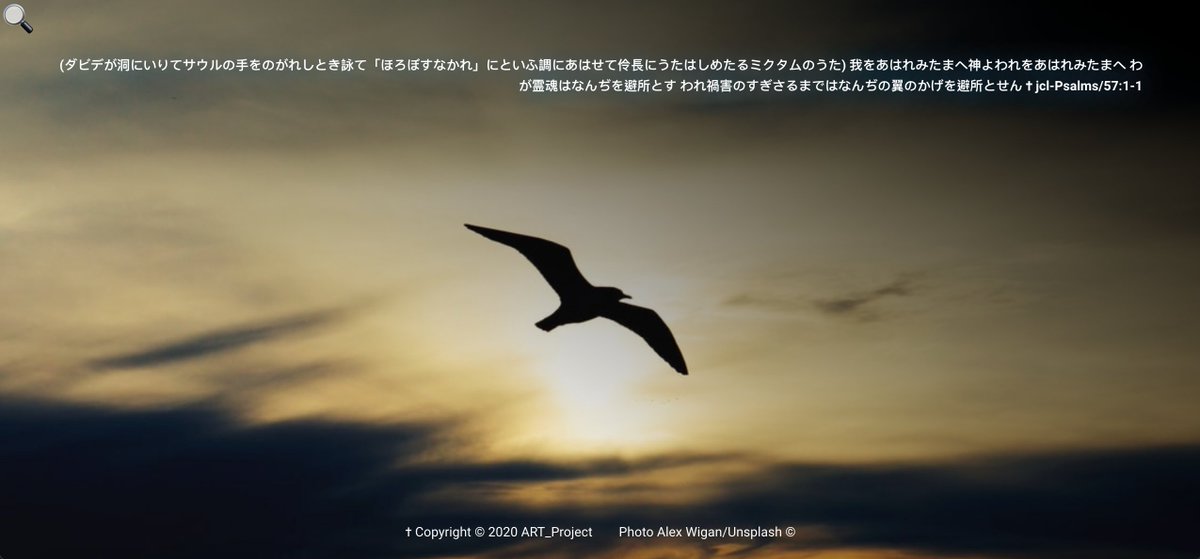 (ダビデが洞にいりてサウルの手をのがれしとき詠て「ほろぼすなかれ」にといふ調にあはせて伶長にうたはしめたるミクタムのうた) 我をあはれみたまへ神よわれをあはれみたまへ わ
が霊魂はなんぢを避所とす われ禍害のすぎさるまではなんぢの翼のかげを避所とせん ✝ jcl-Psalms/57:1-1
✝ Copyright © 2020 ART_Project Photo Alex Wigan/Unsplash ©